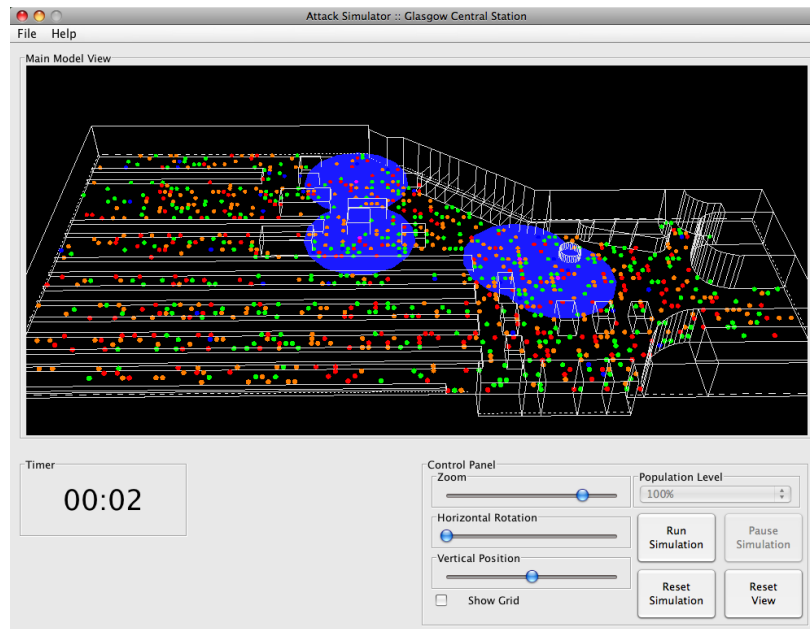 Attack Simulator :: Glasgow Central Station
File Help
Main Model View
Timer
00:02
Control Panel
Zoom
Population Level
100%
Horizontal Rotation
Run
Simulation
Pause
Simulation
Vertical Position
Show Grid
Reset
Simulation
Reset
View